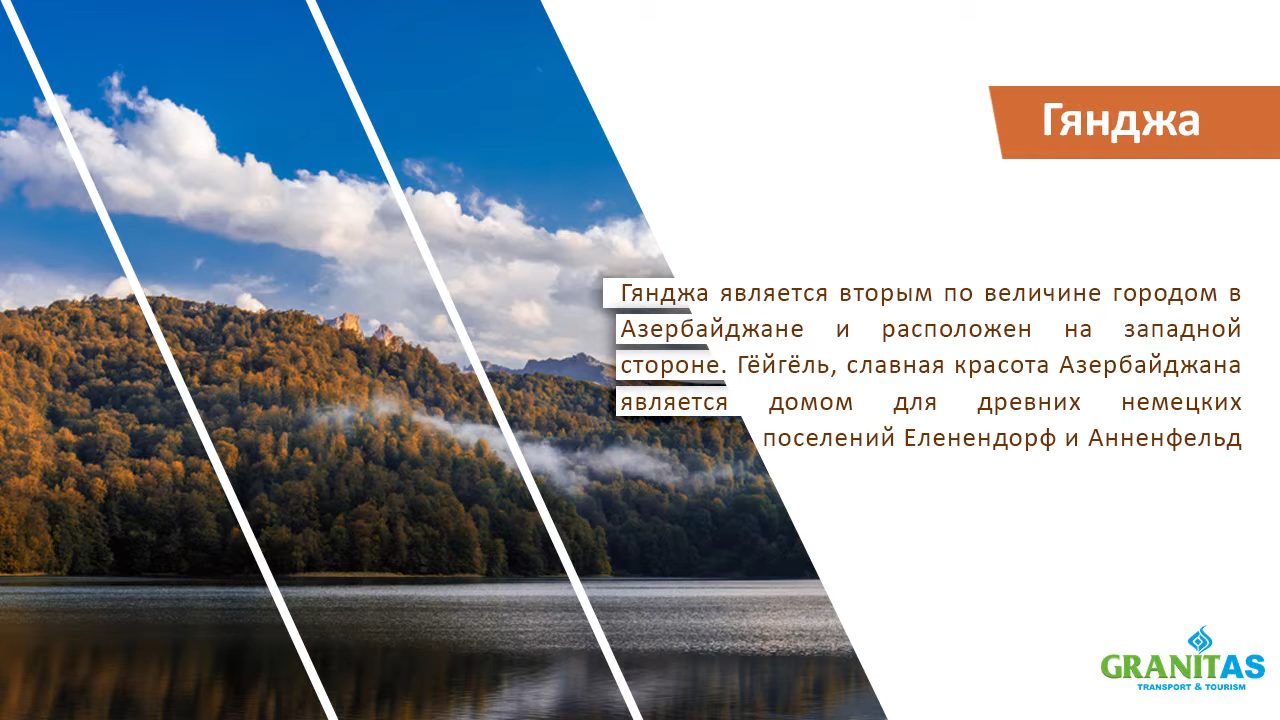 Гянджа
Гянджа является вторым по величине городом в
Азербайджане и расположен на западной
стороне. Гёйгёль, славная красота Азербайджана
является домом для древних немецких
поселений Еленендорф и Анненфельд
GRANITAS
TRANSPORT & TOURISM